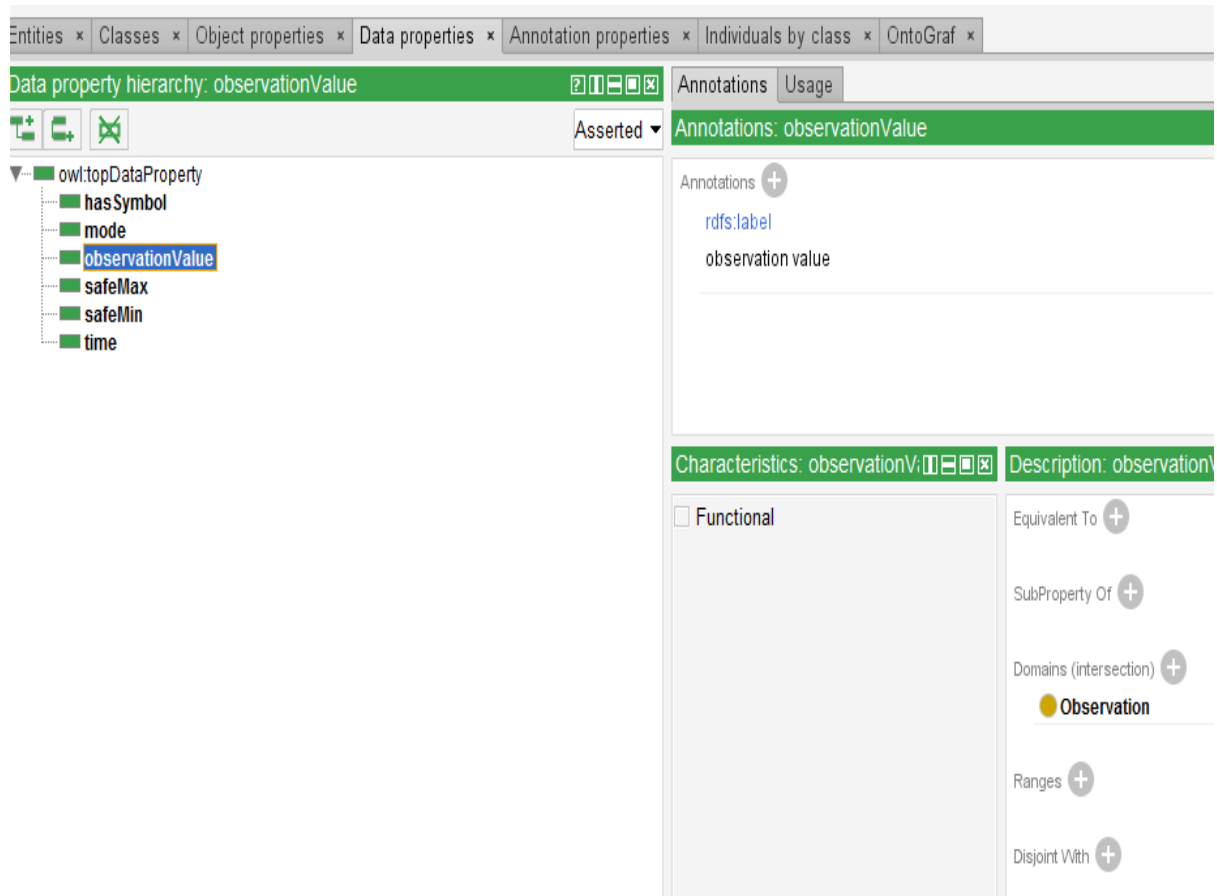 Entities × Classes × Object properties × Data properties × Annotation properties × Individuals by class × OntoGraf ×
Data property hierarchy: observationValue
Asserted
owl:topDataProperty
hasSymbol
mode
observationValue
safeMax
safeMin
time
Annotations Usage
Annotations: observationValue
Annotations
rdfs:label
observation value
Characteristics: observationV
Functional
Description: observationV
Equivalent To
SubProperty Of
Domains (intersection)
Observation
Ranges
Disjoint With